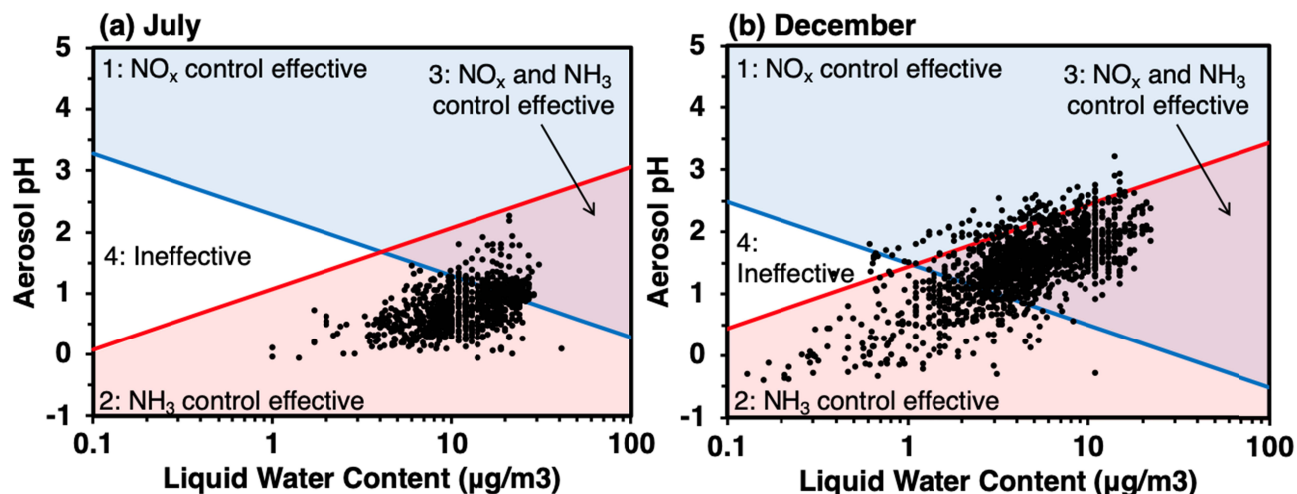 (a) July
5
4
3
2
1
0
-1
Aerosol pH
1: NOx control effective
3: NOx and NH3
control effective
4: Ineffective
2: NH3 control effective
0.1 1 10 100
Liquid Water Content (μg/m3)
(b) December
5
4
3
2
1
0
-1
Aerosol pH
1: NOx control effective
3: NOx and NH3
control effective
4:
Ineffective
2: NH3 control effective
0.1 1 10 100
Liquid Water Content (μg/m3)